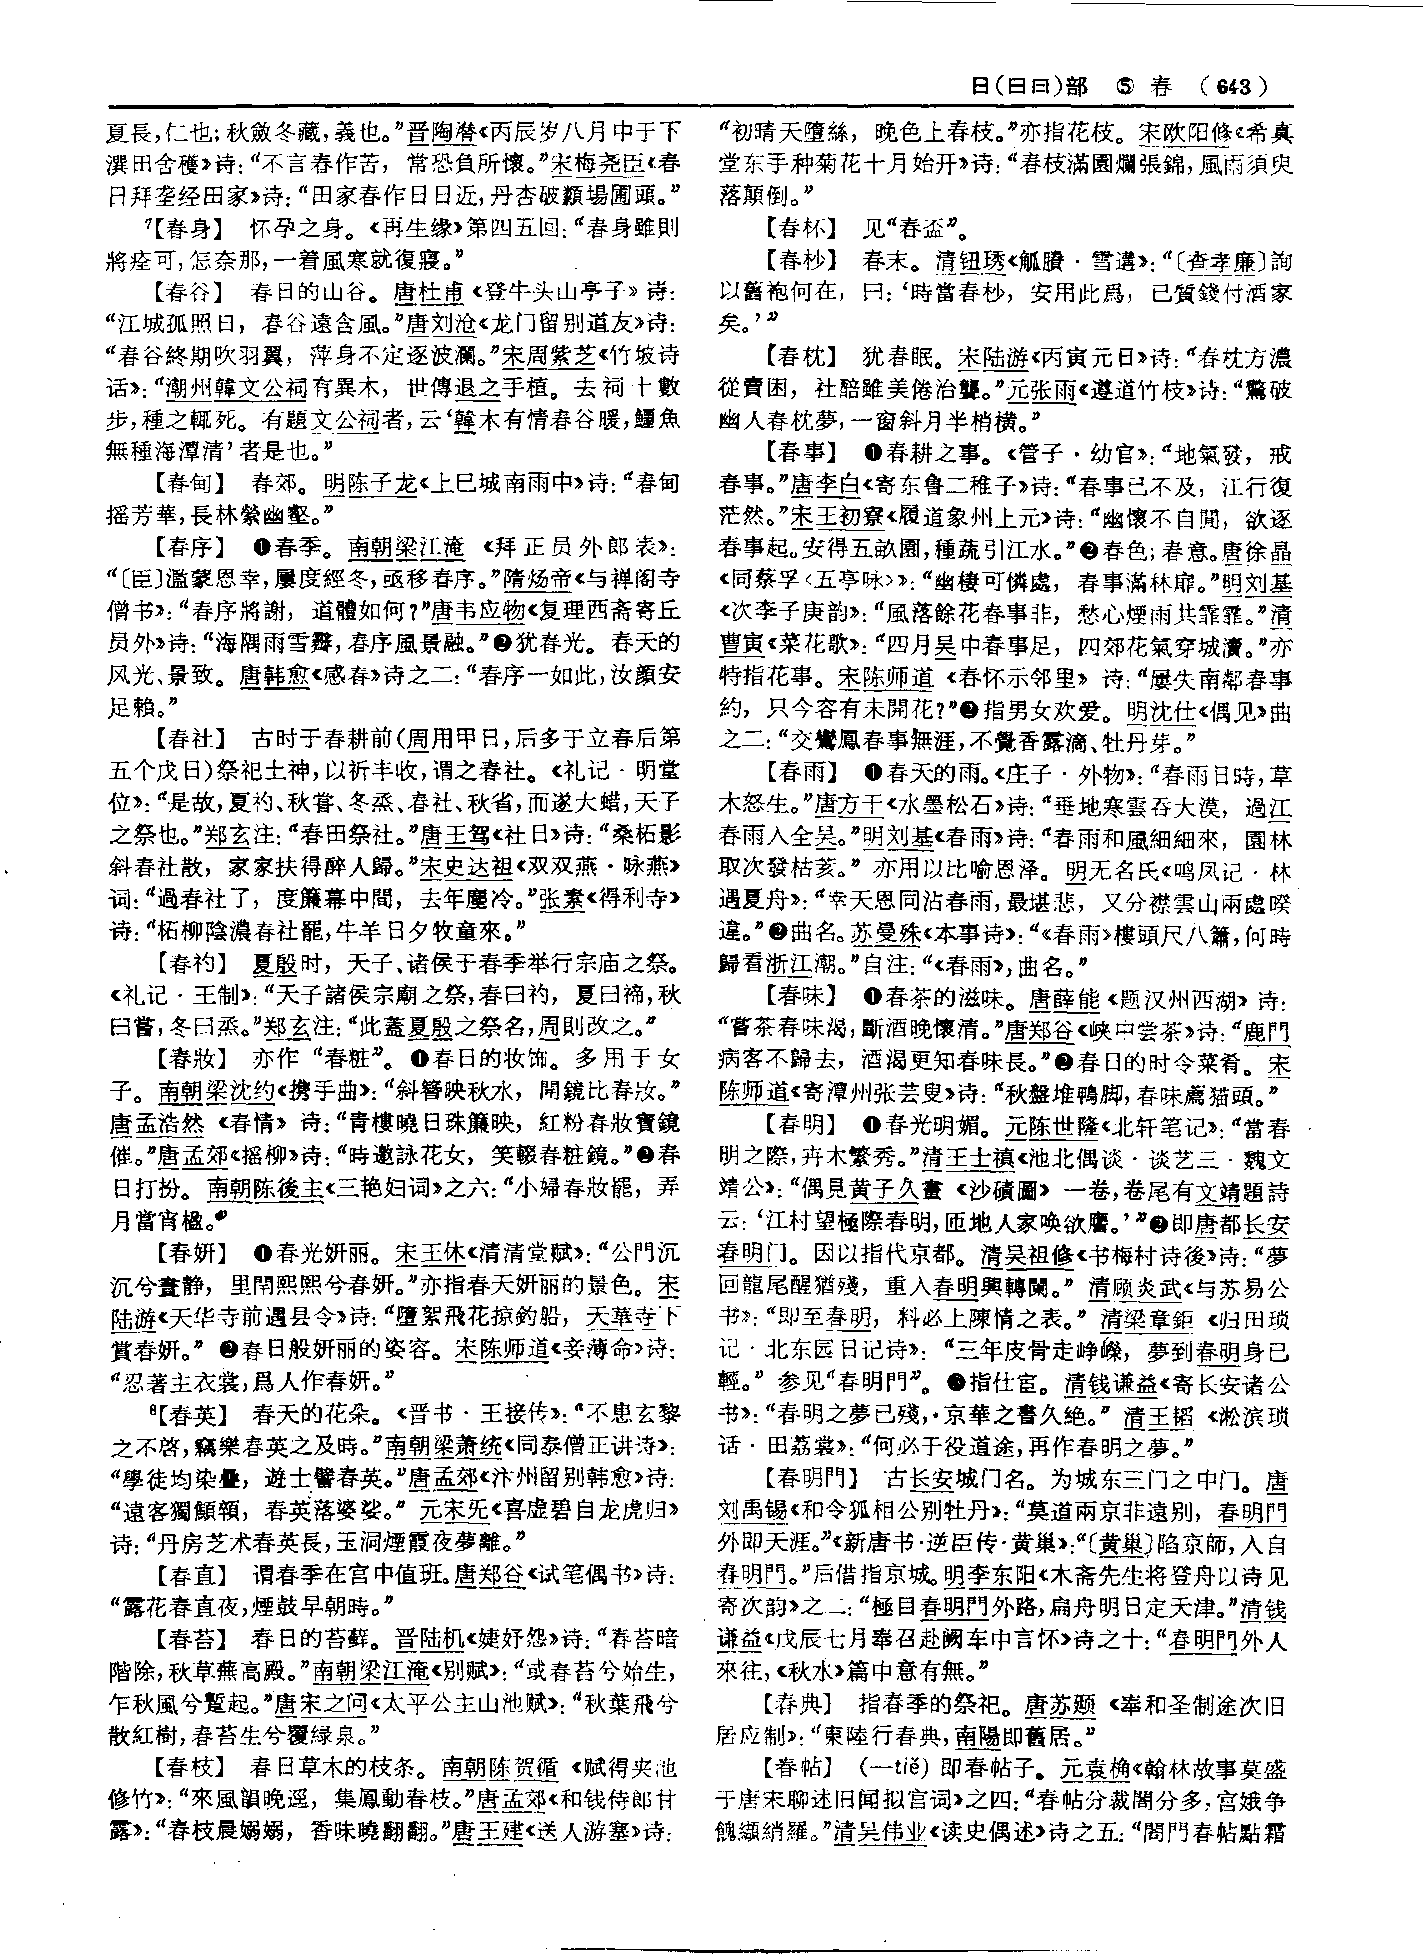 日(日曰)部 ⑤ 春 (643)
夏長,仁也;秋斂冬藏,義也。”晋陶潜《丙辰岁八月中于下
潠田舍穫》诗:“不言春作苦,常恐負所懷。”宋梅尧臣《春
日拜垄经田家》诗:“田家春作日日近,丹杏破顋場圃頭。”
7【春身】 怀孕之身。《再生缘》第四五回:“春身雖則
將痊可,怎奈那,一着風寒就復寢。”
【春谷】 春日的山谷。唐杜甫《登牛头山亭子》诗:
“江城孤照日,春谷遠含風。”唐刘沧《龙门留别道友》诗:
“春谷終期吹羽翼,萍身不定逐波瀾。”宋周紫芝《竹坡诗
话》:“潮州韓文公祠有異木,世傳退之手植。去祠十數
步,種之輒死。有題文公祠者,云‘韓木有情春谷暖,鱷魚
無種海潭清’者是也。”
【春甸】 春郊。明陈子龙《上巳城南雨中》诗:“春甸
摇芳華,長林縈幽壑。”
【春序】 ❶春季。南朝梁江淹《拜正员外郎表》:
“〔臣〕濫蒙恩幸,屢度經冬,亟移春序。”隋炀帝《与禅阁寺
僧书》:“春序將謝,道體如何?”唐韦应物《复理西斋寄丘
员外》诗:“海隅雨雪霽,春序風景融。”❷犹春光。春天的
风光、景致。唐韩愈《感春》诗之二:“春序一如此,汝顔安
足賴。”
【春社】 古时于春耕前(周用甲日,后多于立春后第
五个戊日)祭祀土神,以祈丰收,谓之春社。《礼记·明堂
位》:“是故,夏礿、秋嘗、冬烝、春社、秋省,而遂大蜡,天子
之祭也。”郑玄注:“春田祭社。”唐王驾《社日》诗:“桑柘影
斜春社散,家家扶得醉人歸。”宋史达祖《双双燕·咏燕》
词:“過春社了,度簾幕中間,去年塵冷。”张素《得利寺》
诗:“柘柳陰濃春社罷,牛羊日夕牧童來。”
【春礿】 夏殷时,天子、诸侯于春季举行宗庙之祭。
《礼记·王制》:“天子諸侯宗廟之祭,春曰礿,夏曰禘,秋
曰嘗,冬曰烝。”郑玄注:“此蓋夏殷之祭名,周則改之。”
【春妝】 亦作“春粧”。❶春日的妆饰。多用于女
子。南朝梁沈约《携手曲》:“斜簪映秋水,開鏡比春妝。”
唐孟浩然《春情》诗:“青樓曉日珠簾映,紅粉春妝寶鏡
催。”唐孟郊《摇柳》诗:“時邀詠花女,笑輟春粧鏡。”❷春
日打扮。南朝陈後主《三艳妇词》之六:“小婦春妝罷,弄
月當宵楹。”
【春妍】 ❶春光妍丽。宋王休《清清堂赋》:“公門沉
沉兮晝静,里閈熙熙兮春妍。”亦指春天妍丽的景色。宋
陆游《天华寺前遇县令》诗:“墮絮飛花掠釣船,天華寺下
賞春妍。”❷春日般妍丽的姿容。宋陈师道《妾薄命》诗:
“忍著主衣裳,爲人作春妍。”
8【春英】 春天的花朵。《晋书·王接传》:“不患玄黎
之不啓,竊樂春英之及時。”南朝梁萧统《同泰僧正讲诗》:
“學徒均染㲲,遊士譬春英。”唐孟郊《汴州留别韩愈》诗:
“遠客獨顦顇,春英落婆娑。”元宋旡《喜虚碧自龙虎归》
诗:“丹房芝术春英長,玉洞煙霞夜夢離。”
【春直】 谓春季在宫中值班。唐郑谷《试笔偶书》诗:
“露花春直夜,煙鼓早朝時。”
【春苔】 春日的苔藓。晋陆机《婕妤怨》诗:“春苔暗
階除,秋草蕪高殿。”南朝梁江淹《别赋》:“或春苔兮始生,
乍秋風兮蹔起。”唐宋之问《太平公主山池赋》:“秋葉飛兮
散紅樹,春苔生兮覆緑泉。”
【春枝】 春日草木的枝条。南朝陈贺循《赋得夹池
修竹》:“來風韻晚逕,集鳳動春枝。”唐孟郊《和钱侍郎甘
露》:“春枝晨嫋嫋,香味曉翻翻。”唐王建《送人游塞》诗:
“初晴天墮絲,晚色上春枝。”亦指花枝。宋欧阳修《希真
堂东手种菊花十月始开》诗:“春枝滿園爛張錦,風雨須臾
落顛倒。”
【春杯】 见“春盃”。
【春杪】 春末。清钮琇《觚賸·雪遘》:“〔查孝廉〕詢
以舊袍何在,曰:‘時當春杪,安用此爲,已質錢付酒家
矣。’”
【春枕】 犹春眠。宋陆游《丙寅元日》诗:“春枕方濃
從賣困,社醅雖美倦治聾。”元张雨《遵道竹枝》诗:“驚破
幽人春枕夢,一窗斜月半梢横。”
【春事】 ❶春耕之事。《管子·幼官》:“地氣發,戒
春事。”唐李白《寄东鲁二稚子》诗:“春事已不及,江行復
茫然。”宋王初寮《履道象州上元》诗:“幽懷不自閒,欲逐
春事起。安得五畝園,種蔬引江水。”❷春色;春意。唐徐晶
《同蔡孚〈五亭咏〉》:“幽棲可憐處,春事滿林扉。”明刘基
《次李子庚韵》:“風落餘花春事非,愁心煙雨共霏霏。”清
曹寅《菜花歌》:“四月吴中春事足,四郊花氣穿城瀆。”亦
特指花事。宋陈师道《春怀示邻里》诗:“屢失南鄰春事
約,只今容有未開花?”❷指男女欢爱。明沈仕《偶见》曲
之二:“交鸞鳳春事無涯,不覺香露滴、牡丹芽。”
【春雨】 ❶春天的雨。《庄子·外物》:“春雨日時,草
木怒生。”唐方干《水墨松石》诗:“垂地寒雲吞大漠,過江
春雨入全吴。”明刘基《春雨》诗:“春雨和風細細來,園林
取次發枯荄。”亦用以比喻恩泽。明无名氏《鸣凤记·林
遇夏舟》:“幸天恩同沾春雨,最堪悲,又分襟雲山兩處暌
違。”❷曲名。苏曼殊《本事诗》:“《春雨》樓頭尺八簫,何時
歸看浙江潮。”自注:“《春雨》,曲名。”
【春味】 ❶春茶的滋味。唐薛能《题汉州西湖》诗:
“嘗茶春味渴,斷酒晚懷清。”唐郑谷《峡中尝茶》诗:“鹿門
病客不歸去,酒渴更知春味長。”❷春日的时令菜肴。宋
陈师道《寄潭州张芸叟》诗:“秋盤堆鴨脚,春味薦猫頭。”
【春明】 ❶春光明媚。元陈世隆《北轩笔记》:“當春
明之際,卉木繁秀。”清王士禛《池北偶谈·谈艺三·魏文
靖公》:“偶見黄子久畫《沙磧圖》一卷,卷尾有文靖題詩
云:‘江村望極際春明,匝地人家唤欲譍。’”❷即唐都长安
春明门。因以指代京都。清吴祖修《书梅村诗後》诗:“夢
回龍尾醒猶殘,重入春明興轉闌。”清顾炎武《与苏易公
书》:“即至春明,料必上陳情之表。”清梁章鉅《归田琐
记·北东园日记诗》:“三年皮骨走崢嶸,夢到春明身已
輕。”参见“春明門”。❸指仕宦。清钱谦益《寄长安诸公
书》:“春明之夢已殘,京華之書久絶。”清王韬《淞滨琐
话·田荔裳》:“何必于役道途,再作春明之夢。”
【春明門】 古长安城门名。为城东三门之中门。唐
刘禹锡《和令狐相公别牡丹》:“莫道兩京非遠别,春明門
外即天涯。”《新唐书·逆臣传·黄巢》:“〔黄巢〕陷京師,入自
春明門。”后借指京城。明李东阳《木斋先生将登舟以诗见
寄次韵》之二:“極目春明門外路,扁舟明日定天津。”清钱
谦益《戊辰七月奉召赴阙车中言怀》诗之十:“春明門外人
來往,《秋水》篇中意有無。”
【春典】 指春季的祭祀。唐苏颋《奉和圣制途次旧
居应制》:“東陸行春典,南陽即舊居。”
【春帖】 (—tiě) 即春帖子。元袁桷《翰林故事莫盛
于唐宋聊述旧闻拟宫词》之四:“春帖分裁閤分多,宫娥争
餽纈綃羅。”清吴伟业《读史偶述》诗之五:“閤門春帖點霜